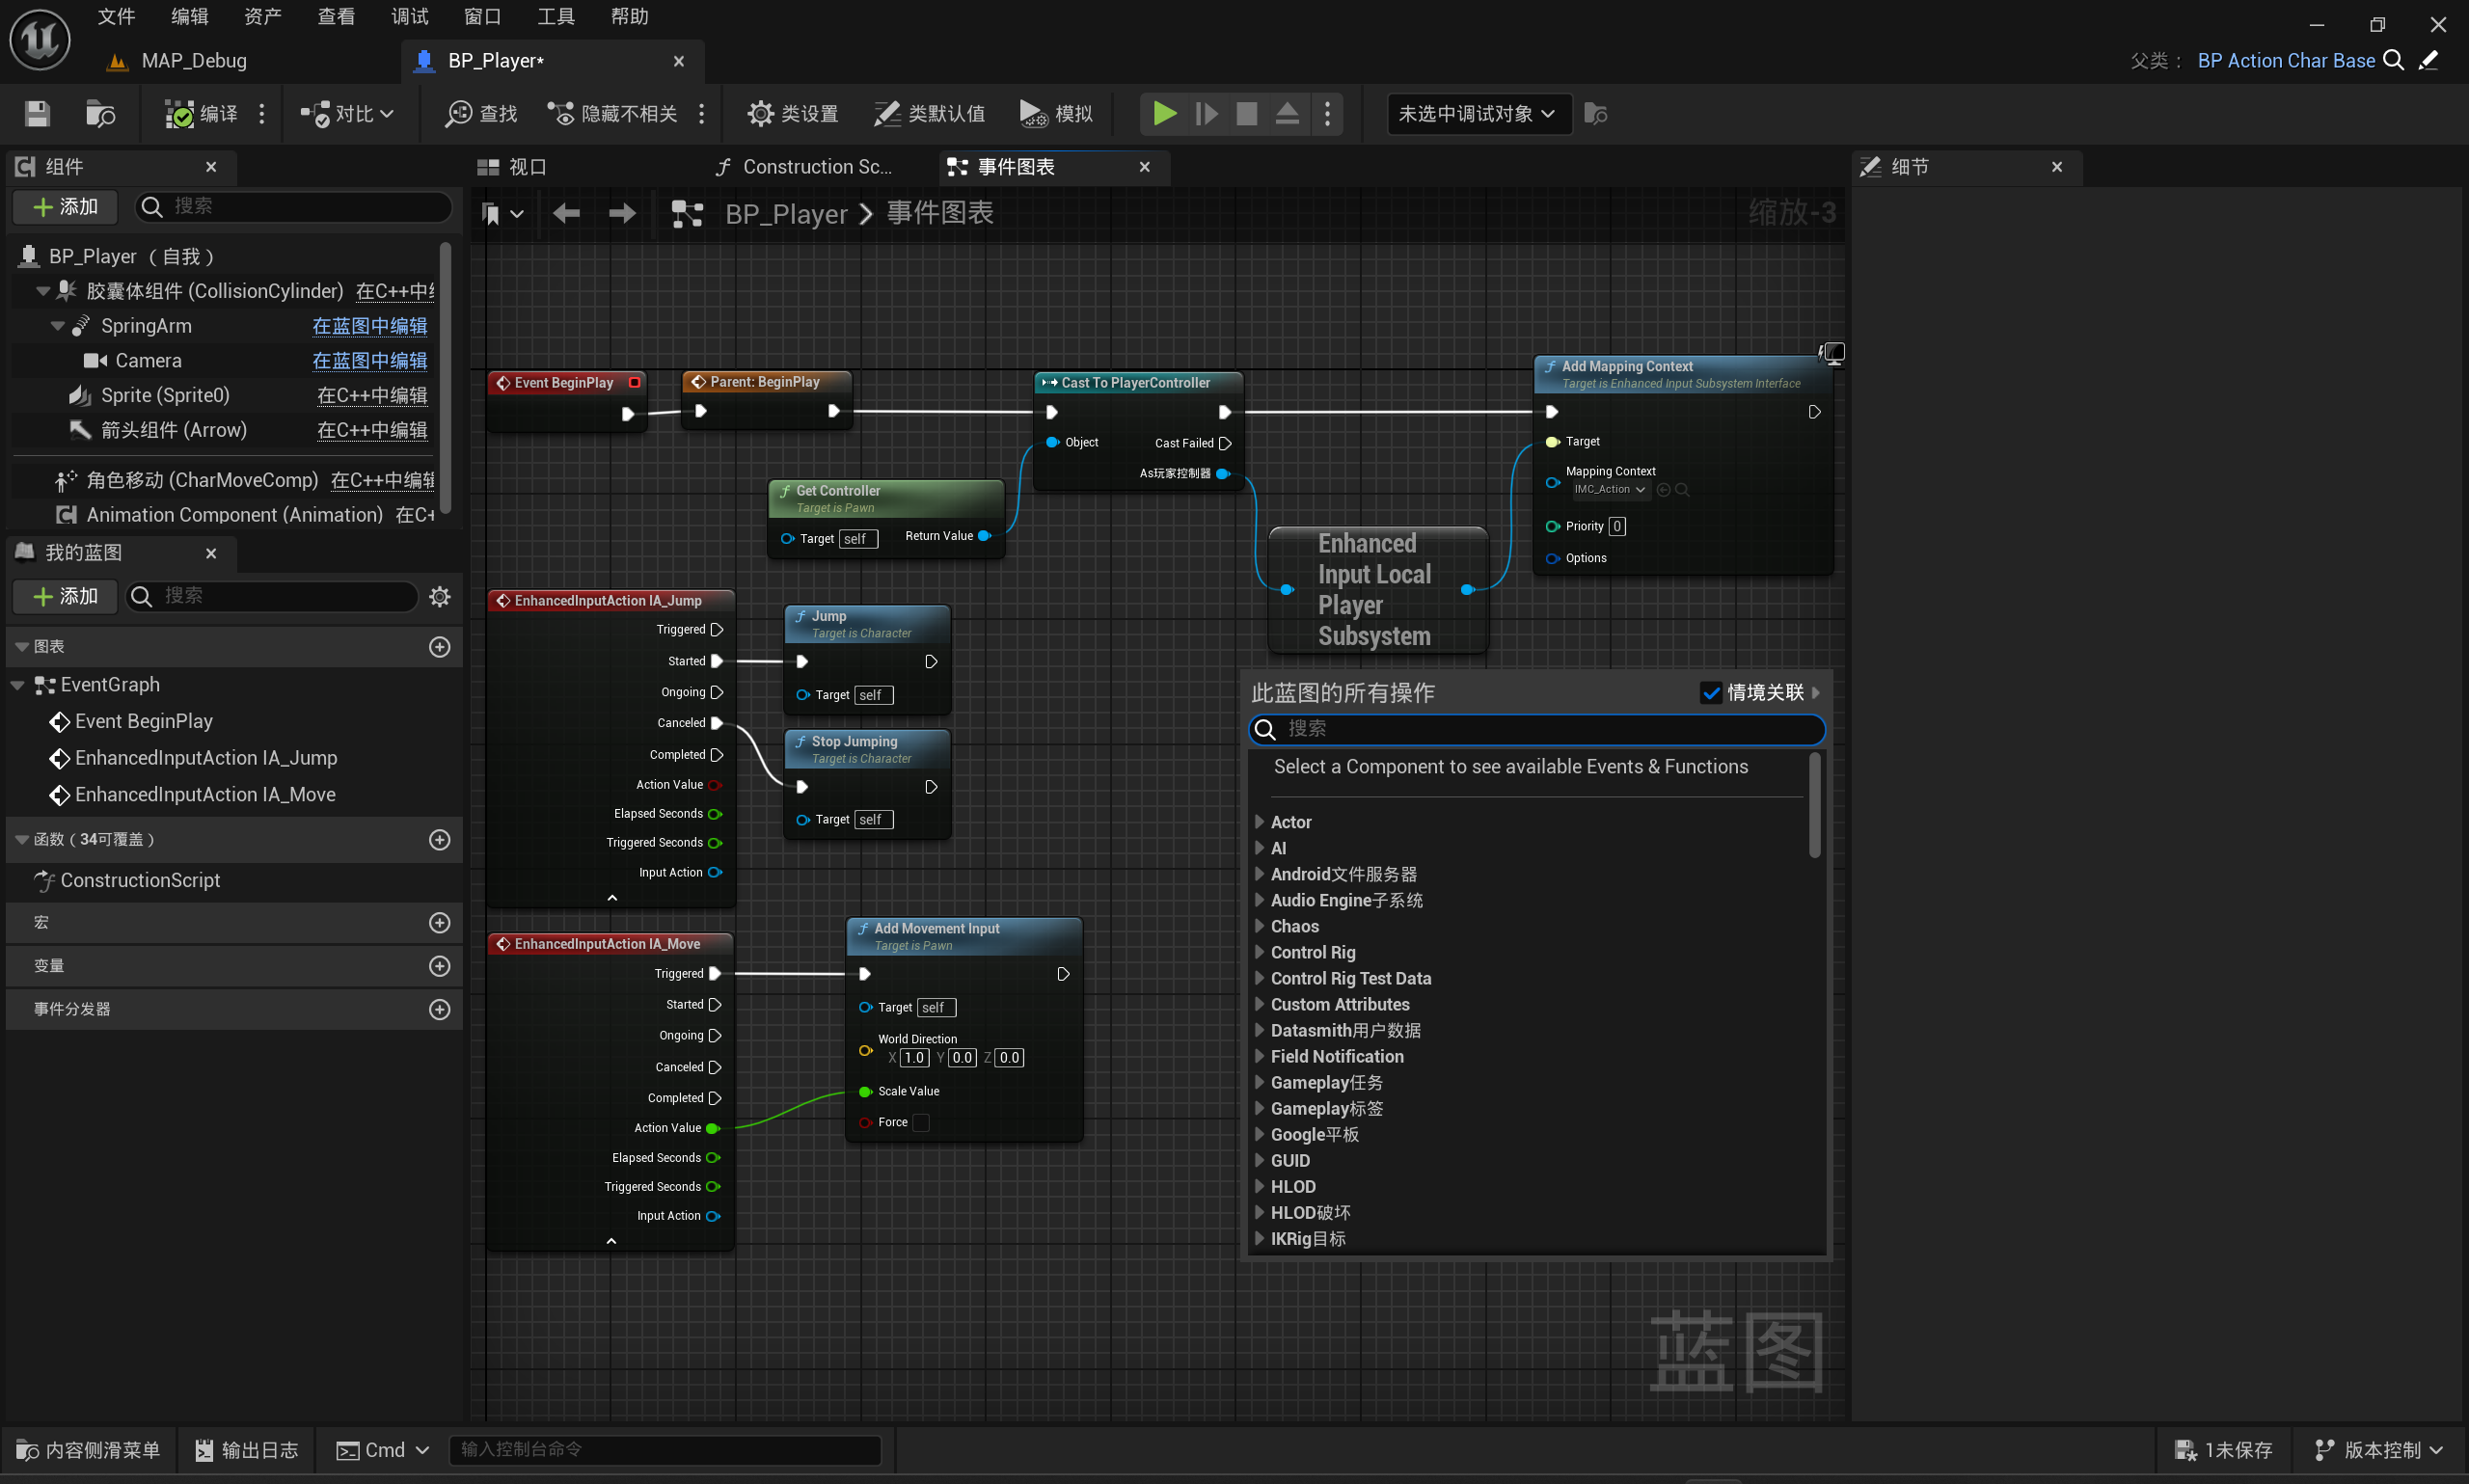 文件 编辑 资产 查看 调试 窗口 工具 帮助
MAP_Debug
BP_Player*
父类： BP Action Char Base
编译
对比
查找
隐藏不相关
类设置
类默认值
模拟
未选中调试对象
组件
添加
搜索
BP_Player （自我）
胶囊体组件 (CollisionCylinder) 在C++中
SpringArm 在蓝图中编辑
Camera 在蓝图中编辑
Sprite (Sprite0) 在C++中编辑
箭头组件 (Arrow) 在C++中编辑
角色移动 (CharMoveComp) 在C++中编辑
Animation Component (Animation) 在C+
我的蓝图
添加
搜索
图表
EventGraph
Event BeginPlay
EnhancedInputAction IA_Jump
EnhancedInputAction IA_Move
函数（34可覆盖）
ConstructionScript
宏
变量
事件分发器
视口
Construction Sc...
事件图表
BP_Player
事件图表
缩放-3
Event BeginPlay
Parent: BeginPlay
Cast To PlayerController
Object
Cast Failed
As玩家控制器
Add Mapping Context
Target is Enhanced Input Subsystem Interface
Target
Mapping Context
IMC_Action
Priority 0
Options
Get Controller
Target is Pawn
Target self
Return Value
Enhanced
Input Local
Player
Subsystem
EnhancedInputAction IA_Jump
Triggered
Started
Ongoing
Canceled
Completed
Action Value
Elapsed Seconds
Triggered Seconds
Input Action
Jump
Target is Character
Target self
Stop Jumping
Target is Character
Target self
EnhancedInputAction IA_Move
Triggered
Started
Ongoing
Canceled
Completed
Action Value
Elapsed Seconds
Triggered Seconds
Input Action
Add Movement Input
Target is Pawn
Target self
World Direction
X 1.0 Y 0.0 Z 0.0
Scale Value
Force
此蓝图的所有操作
情境关联
搜索
Select a Component to see available Events & Functions
Actor
AI
Android文件服务器
Audio Engine子系统
Chaos
Control Rig
Control Rig Test Data
Custom Attributes
Datasmith用户数据
Field Notification
Gameplay任务
Gameplay标签
Google平板
GUID
HLOD
HLOD破坏
IKRig目标
蓝图
细节
内容侧滑菜单
输出日志
Cmd
输入控制台命令
1未保存
版本控制